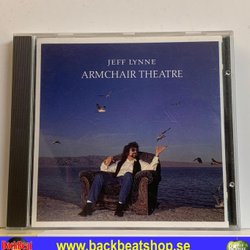 JEFF LYNNE
ARMCHAIR THEATRE
www.backbeatshop.se